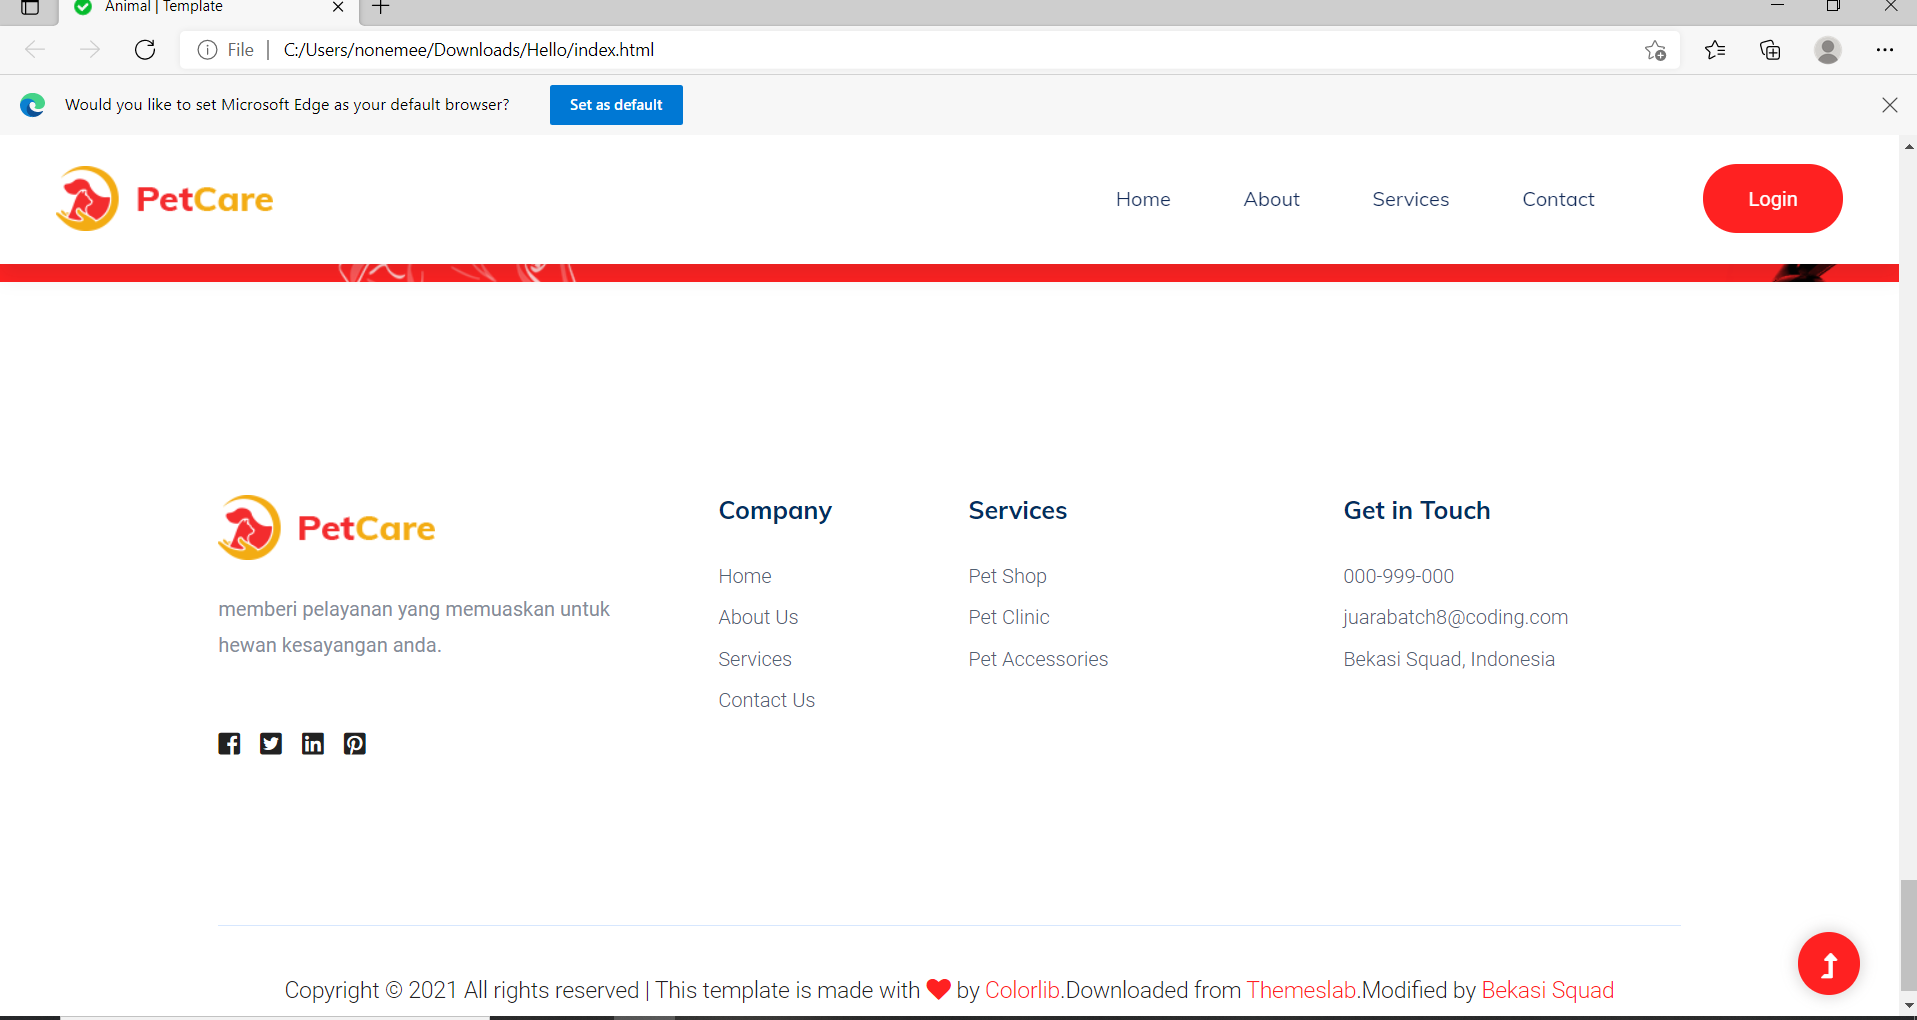 Animal | Template
File | C:/Users/nonemee/Downloads/Hello/index.html
Would you like to set Microsoft Edge as your default browser? Set as default
PetCare Home About Services Contact Login
PetCare
memberi pelayanan yang memuaskan untuk
hewan kesayangan anda.
Company
Home
About Us
Services
Contact Us
Services
Pet Shop
Pet Clinic
Pet Accessories
Get in Touch
000-999-000
juarabatch8@coding.com
Bekasi Squad, Indonesia
Copyright © 2021 All rights reserved | This template is made with ❤ by Colorlib.Downloaded from Themeslab.Modified by Bekasi Squad